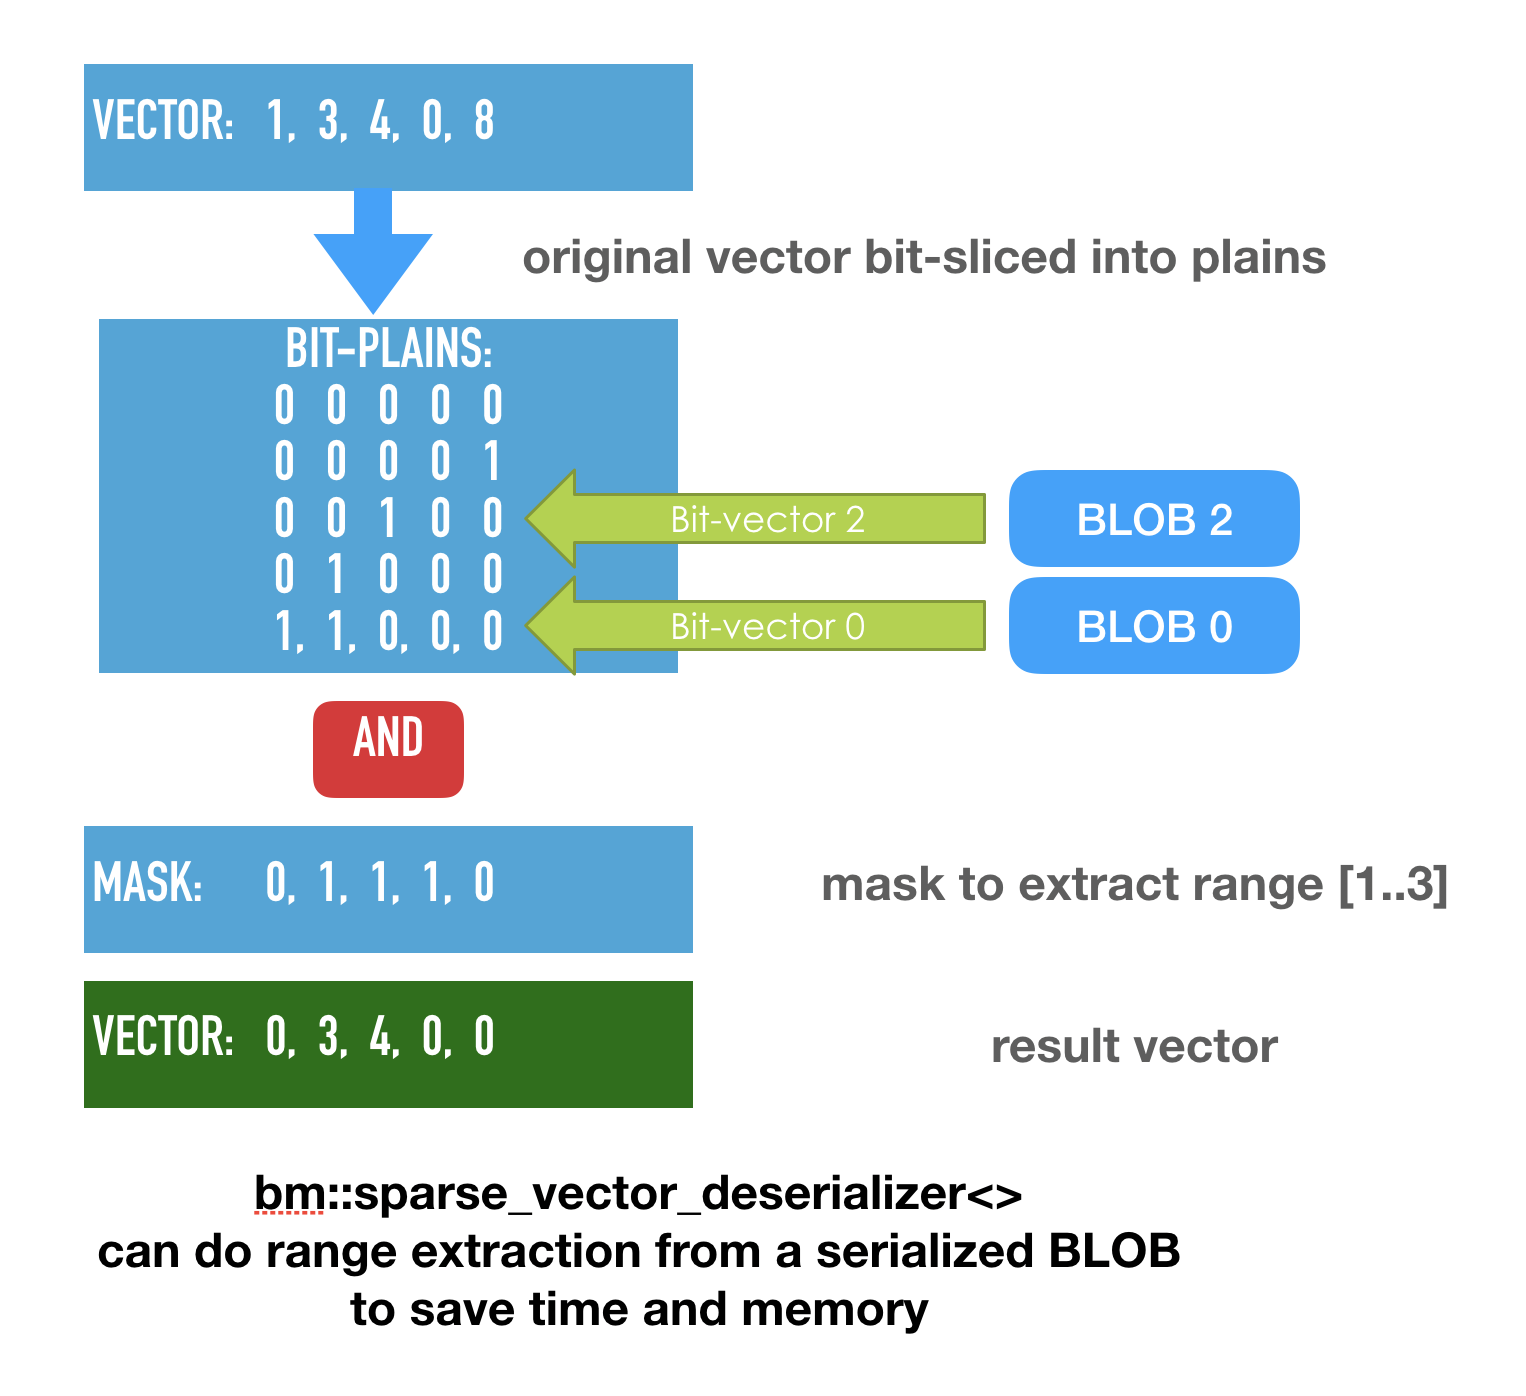 VECTOR: 1, 3, 4, 0, 8
original vector bit-sliced into plains
BIT-PLAINS:
0 0 0 0 0
0 0 0 0 1
0 0 1 0 0
Bit-vector 2
BLOB 2
0 1 0 0 0
1, 1, 0, 0, 0
Bit-vector 0
BLOB 0
AND
MASK: 0, 1, 1, 1, 0
mask to extract range [1..3]
VECTOR: 0, 3, 4, 0, 0
result vector
bm::sparse_vector_deserializer<>
can do range extraction from a serialized BLOB
to save time and memory